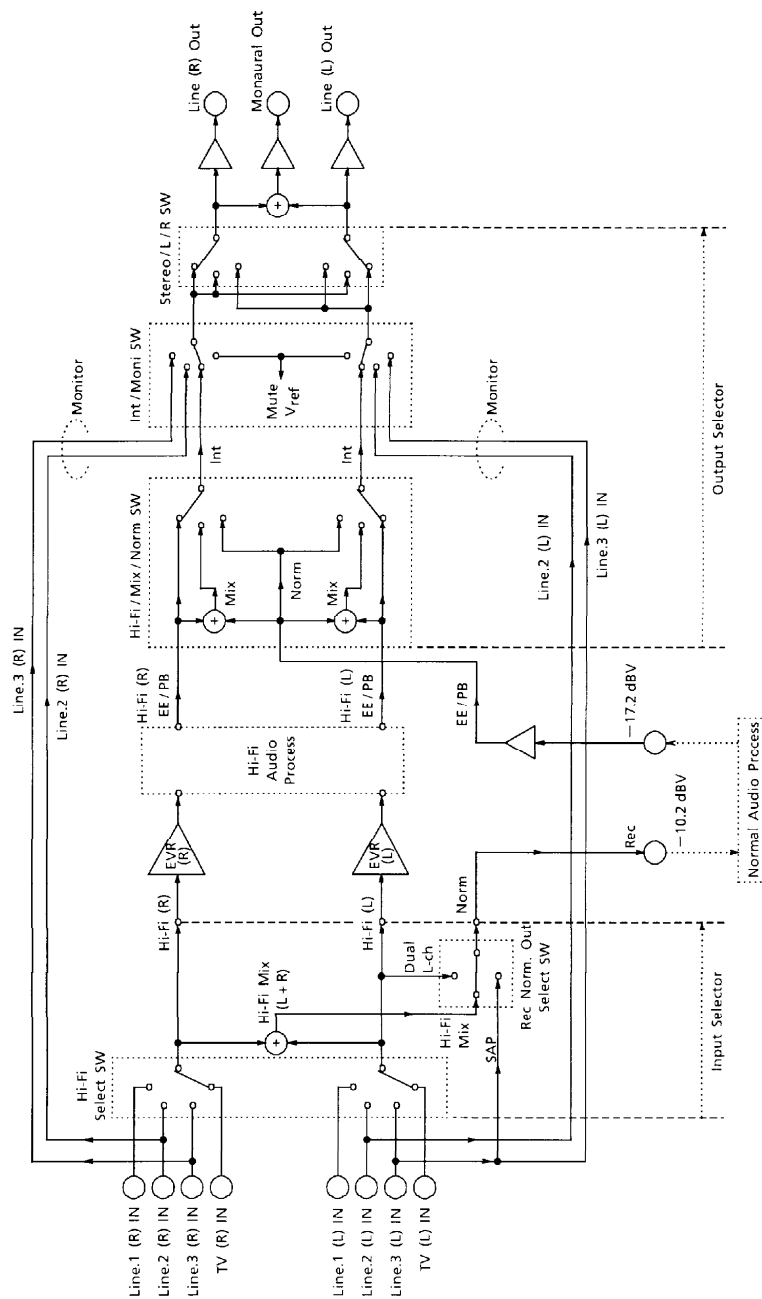 Line (R) Out
Monaural Out
Line (L) Out
Stereo / L / R SW
Int / Moni SW
Mute
Vref
Monitor
Monitor
Int
Int
Output Selector
Hi-Fi / Mix / Norm SW
Mix
Norm
Mix
Line.3 (R) IN
Line.2 (R) IN
Line.2 (L) IN
Line.3 (L) IN
Hi-Fi (R)
EE / PB
Hi-Fi (L)
EE / PB
EE / PB
Hi-Fi
Audio
Process
−17.2 dBV
−10.2 dBV
Normal Audio Process
EVR
(R)
EVR
(L)
Rec
Hi-Fi (R)
Hi-Fi (L)
Norm
Dual
L-ch
Rec Norm. Out
Select SW
Hi-Fi Mix
(L + R)
Hi-Fi
Mix
SAP
Input Selector
Hi-Fi
Select SW
Line.1 (R) IN
Line.2 (R) IN
Line.3 (R) IN
TV (R) IN
Line.1 (L) IN
Line.2 (L) IN
Line.3 (L) IN
TV (L) IN